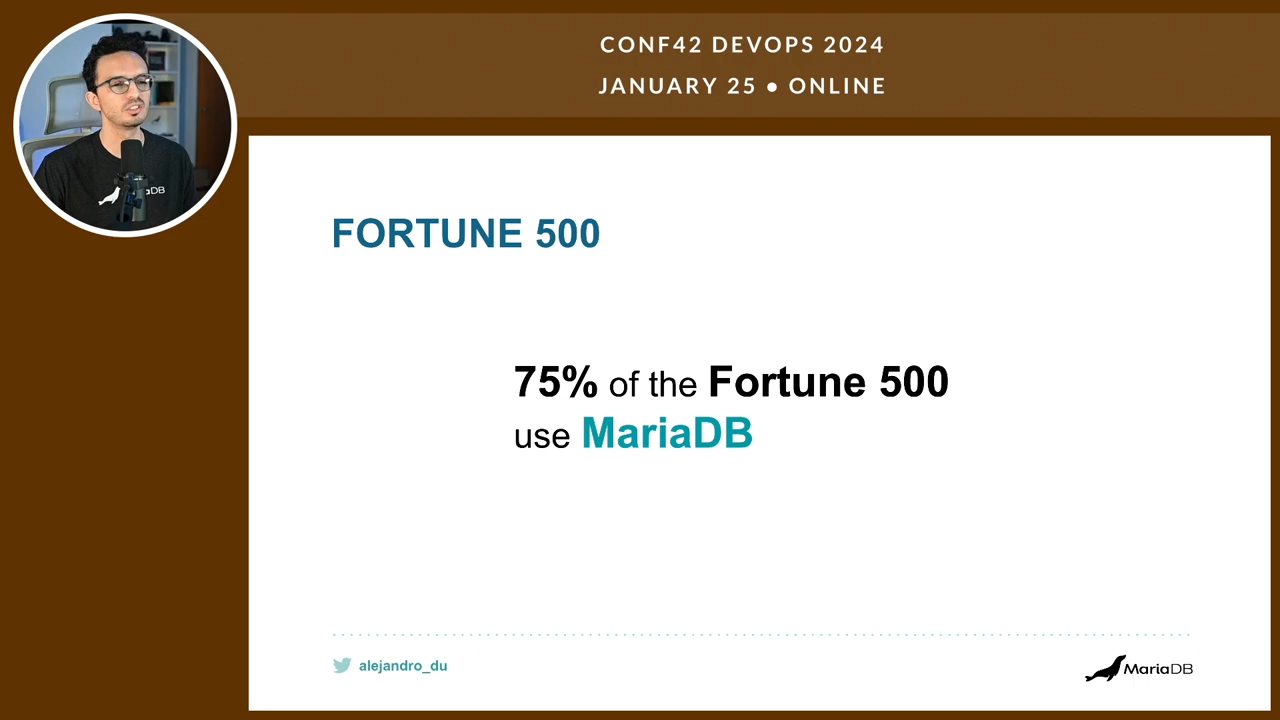 CONF42 DEVOPS 2024
JANUARY 25 • ONLINE
FORTUNE 500
75% of the Fortune 500
use MariaDB
alejandro_du
MariaDB